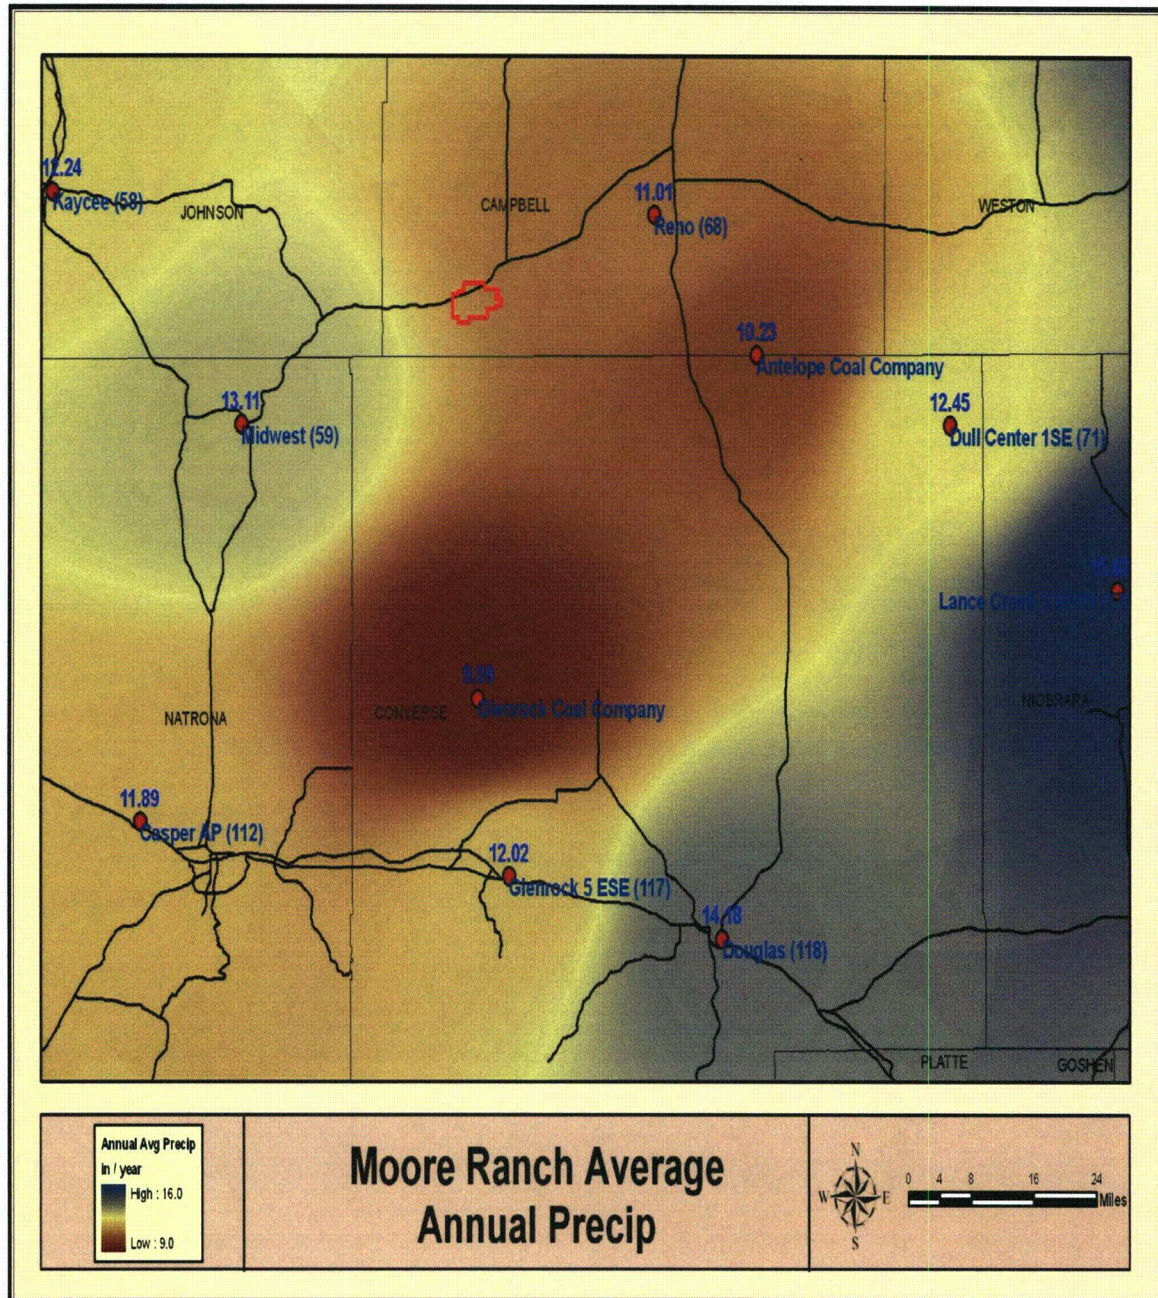 12.24
Kaycee (58)
JOHNSON
CAMPBELL
11.01
Reno (68)
WESTON
10.23
Antelope Coal Company
13.11
Midwest (59)
12.45
Dull Center 1SE (71)
Lance Creek
NATRONA
CONVERSE
Glenrock Coal Company
NIOBRARA
11.89
Casper AP (112)
12.02
Glenrock 5 ESE (117)
14.18
Douglas (118)
PLATTE
GOSHEN
Annual Avg Precip
in / year
High : 16.0
Low : 9.0
Moore Ranch Average
Annual Precip
N
W E
S
0 4 8 16 24
Miles